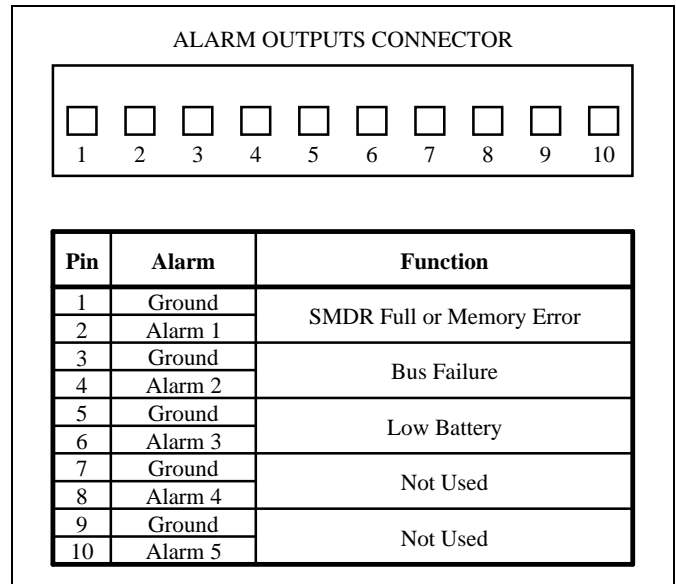 ALARM OUTPUTS CONNECTOR
1 2 3 4 5 6 7 8 9 10
Pin Alarm Function
1 Ground SMDR Full or Memory Error
2 Alarm 1
3 Ground Bus Failure
4 Alarm 2
5 Ground Low Battery
6 Alarm 3
7 Ground Not Used
8 Alarm 4
9 Ground Not Used
10 Alarm 5